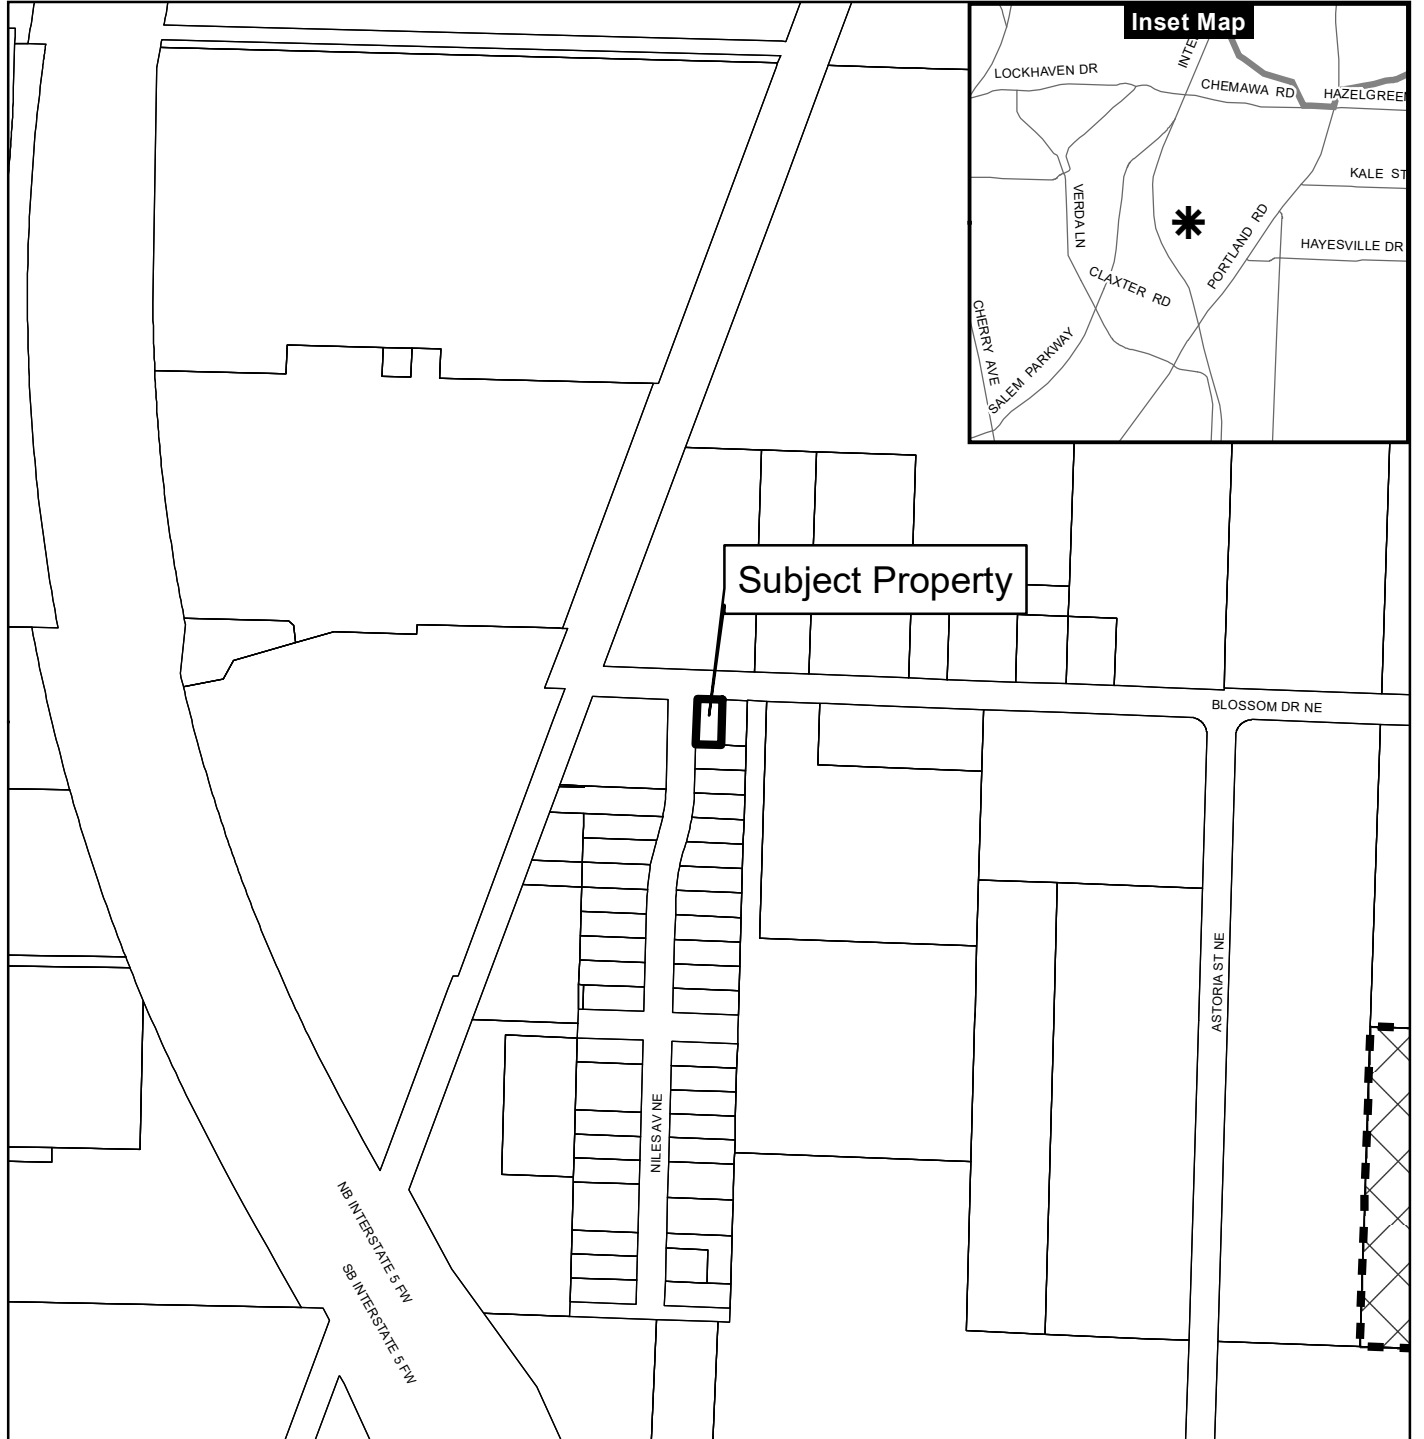 Inset Map
INTE
LOCKHAVEN DR
CHEMAWA RD
HAZELGREEN
KALE ST
VERDA LN
PORTLAND RD
HAYESVILLE DR
CLAXTER RD
CHERRY AVE
SALEM PARKWAY
Subject Property
BLOSSOM DR NE
ASTORIA ST NE
NILES AV NE
NB INTERSTATE 5 FW
SB INTERSTATE 5 FW